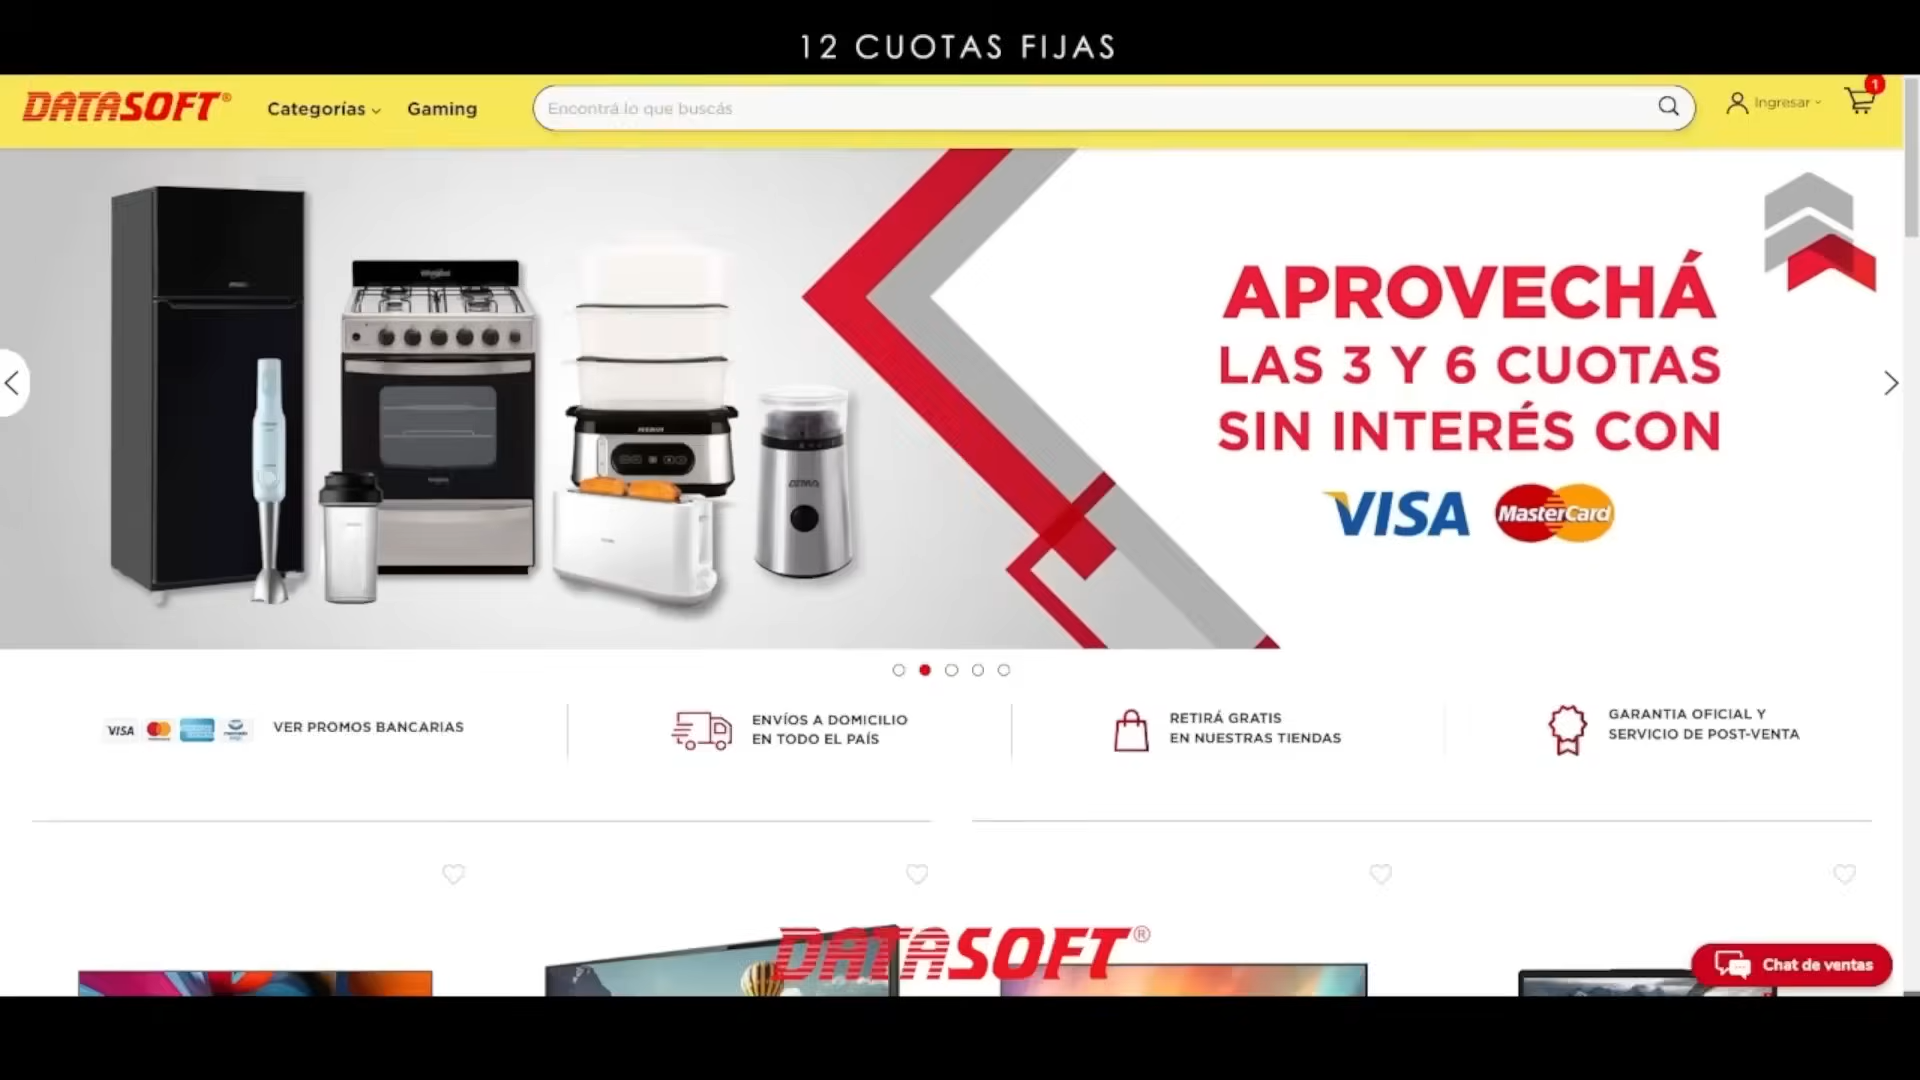 12 CUOTAS FIJAS
DATASOFT®
Categorías
Gaming
Encontrá lo que buscás
Ingresar
1
APROVECHÁ
LAS 3 Y 6 CUOTAS
SIN INTERÉS CON
VISA MasterCard
Whirlpool
VISA
VER PROMOS BANCARIAS
ENVÍOS A DOMICILIO
EN TODO EL PAÍS
RETIRÁ GRATIS
EN NUESTRAS TIENDAS
GARANTIA OFICIAL Y
SERVICIO DE POST-VENTA
DATASOFT®
Chat de ventas